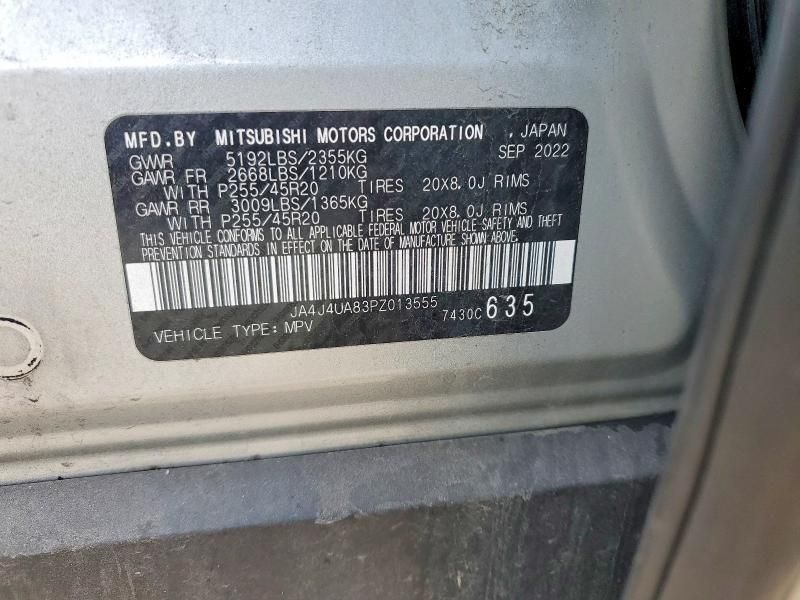 MFD.BY MITSUBISHI MOTORS CORPORATION , JAPAN
GVWR 5192LBS/2355KG SEP 2022
GAWR FR 2668LBS/1210KG
WITH P255/45R20 TIRES 20X8.0J RIMS
GAWR RR 3009LBS/1365KG
WITH P255/45R20 TIRES 20X8.0J RIMS
THIS VEHICLE CONFORMS TO ALL APPLICABLE FEDERAL MOTOR VEHICLE SAFETY AND THEFT
PREVENTION STANDARDS IN EFFECT ON THE DATE OF MANUFACTURE SHOWN ABOVE.
JA4J4UA83PZ013555
7430C 635
VEHICLE TYPE: MPV